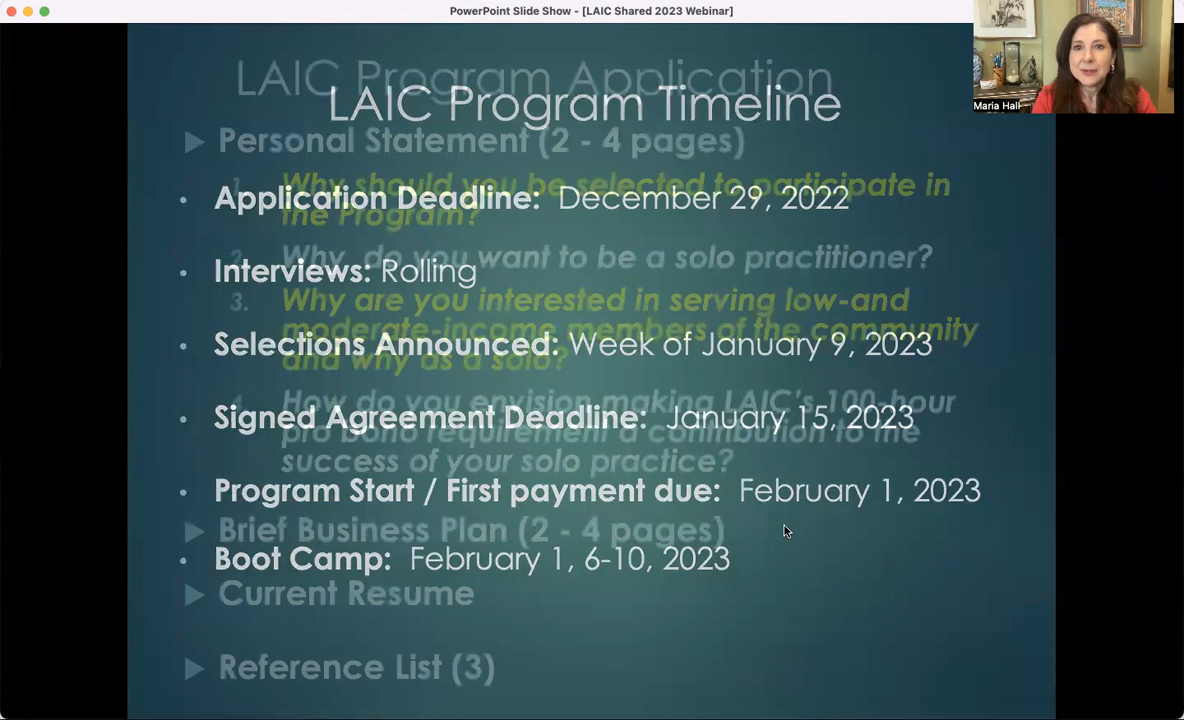 PowerPoint Slide Show - [LAIC Shared 2023 Webinar]
Maria Hall
LAIC Program Application
LAIC Program Timeline
Personal Statement (2 - 4 pages)
1. Why should you be selected to participate in
the Program?
Application Deadline: December 29, 2022
2. Why do you want to be a solo practitioner?
Interviews: Rolling
3. Why are you interested in serving low-and
moderate-income members of the community
and why as a solo?
Selections Announced: Week of January 9, 2023
4. How do you envision making LAIC's 100-hour
pro bono requirement a contribution to the
success of your solo practice?
Signed Agreement Deadline: January 15, 2023
Program Start / First payment due: February 1, 2023
Brief Business Plan (2 - 4 pages)
Boot Camp: February 1, 6-10, 2023
Current Resume
Reference List (3)